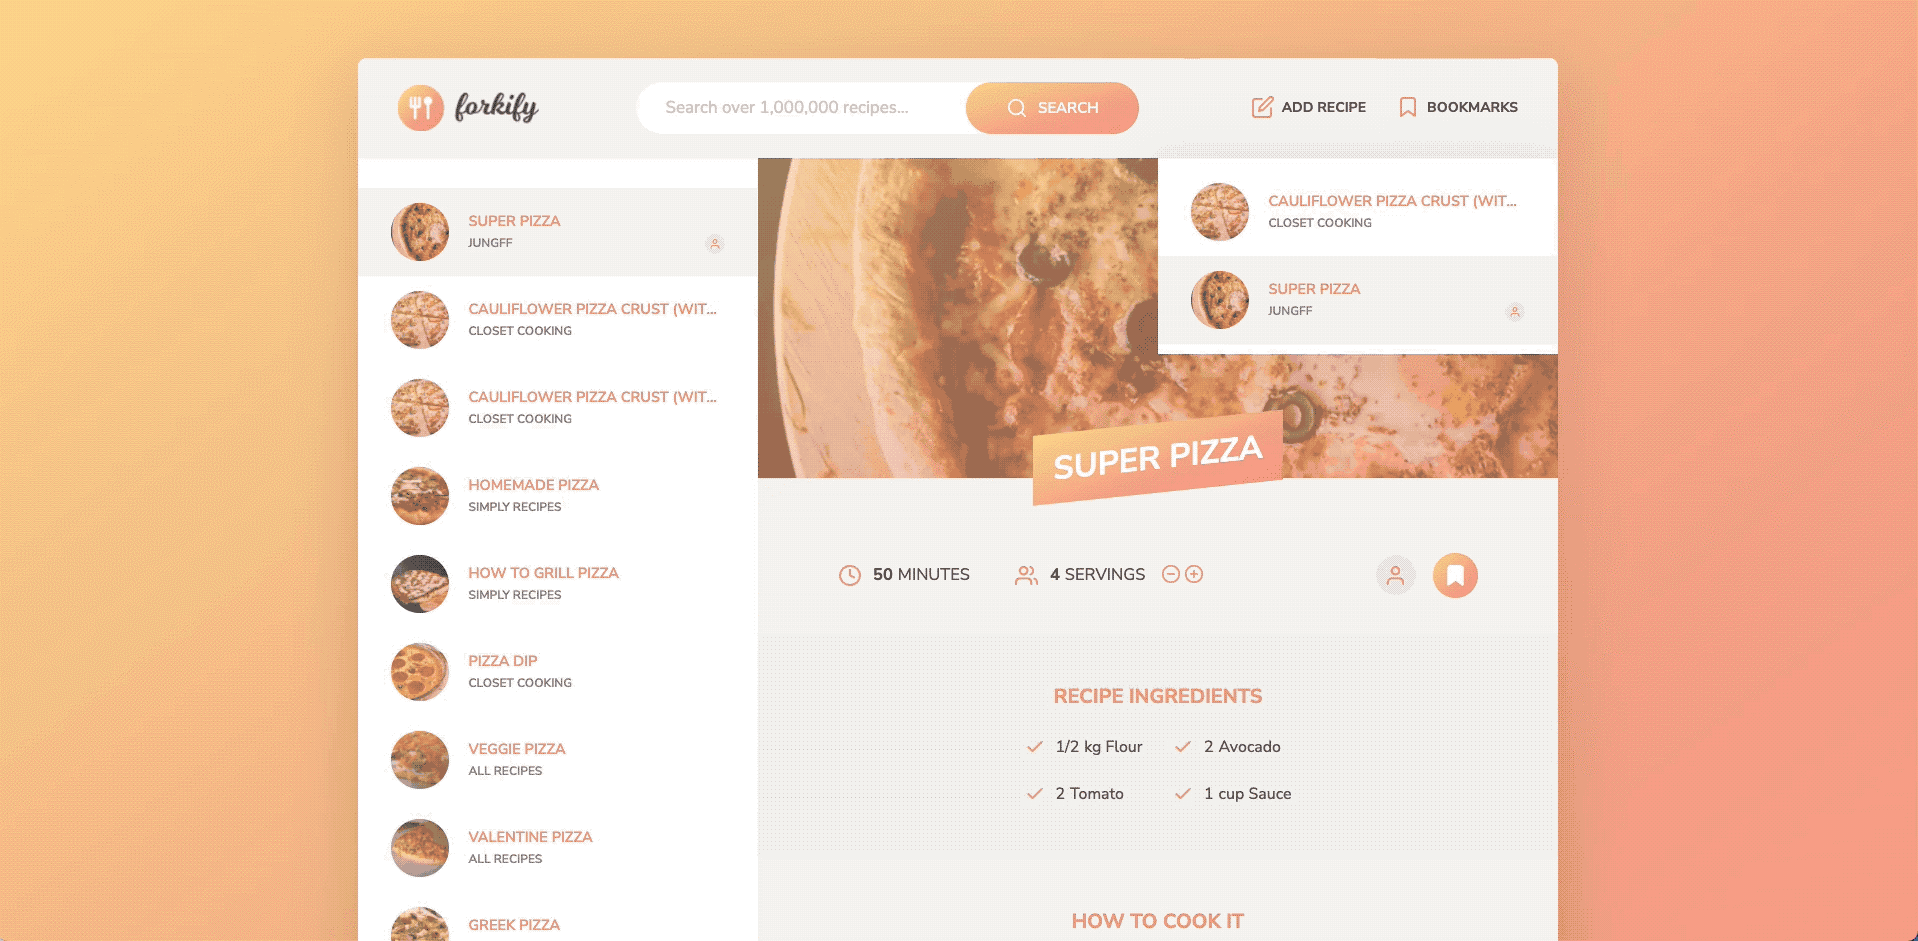 forkify
Search over 1,000,000 recipes...
SEARCH
ADD RECIPE
BOOKMARKS
SUPER PIZZA
JUNGFF
CAULIFLOWER PIZZA CRUST (WIT...
CLOSET COOKING
CAULIFLOWER PIZZA CRUST (WIT...
CLOSET COOKING
HOMEMADE PIZZA
SIMPLY RECIPES
HOW TO GRILL PIZZA
SIMPLY RECIPES
PIZZA DIP
CLOSET COOKING
VEGGIE PIZZA
ALL RECIPES
VALENTINE PIZZA
ALL RECIPES
GREEK PIZZA
CAULIFLOWER PIZZA CRUST (WIT...
CLOSET COOKING
SUPER PIZZA
JUNGFF
SUPER PIZZA
50 MINUTES
4 SERVINGS
RECIPE INGREDIENTS
1/2 kg Flour
2 Avocado
2 Tomato
1 cup Sauce
HOW TO COOK IT